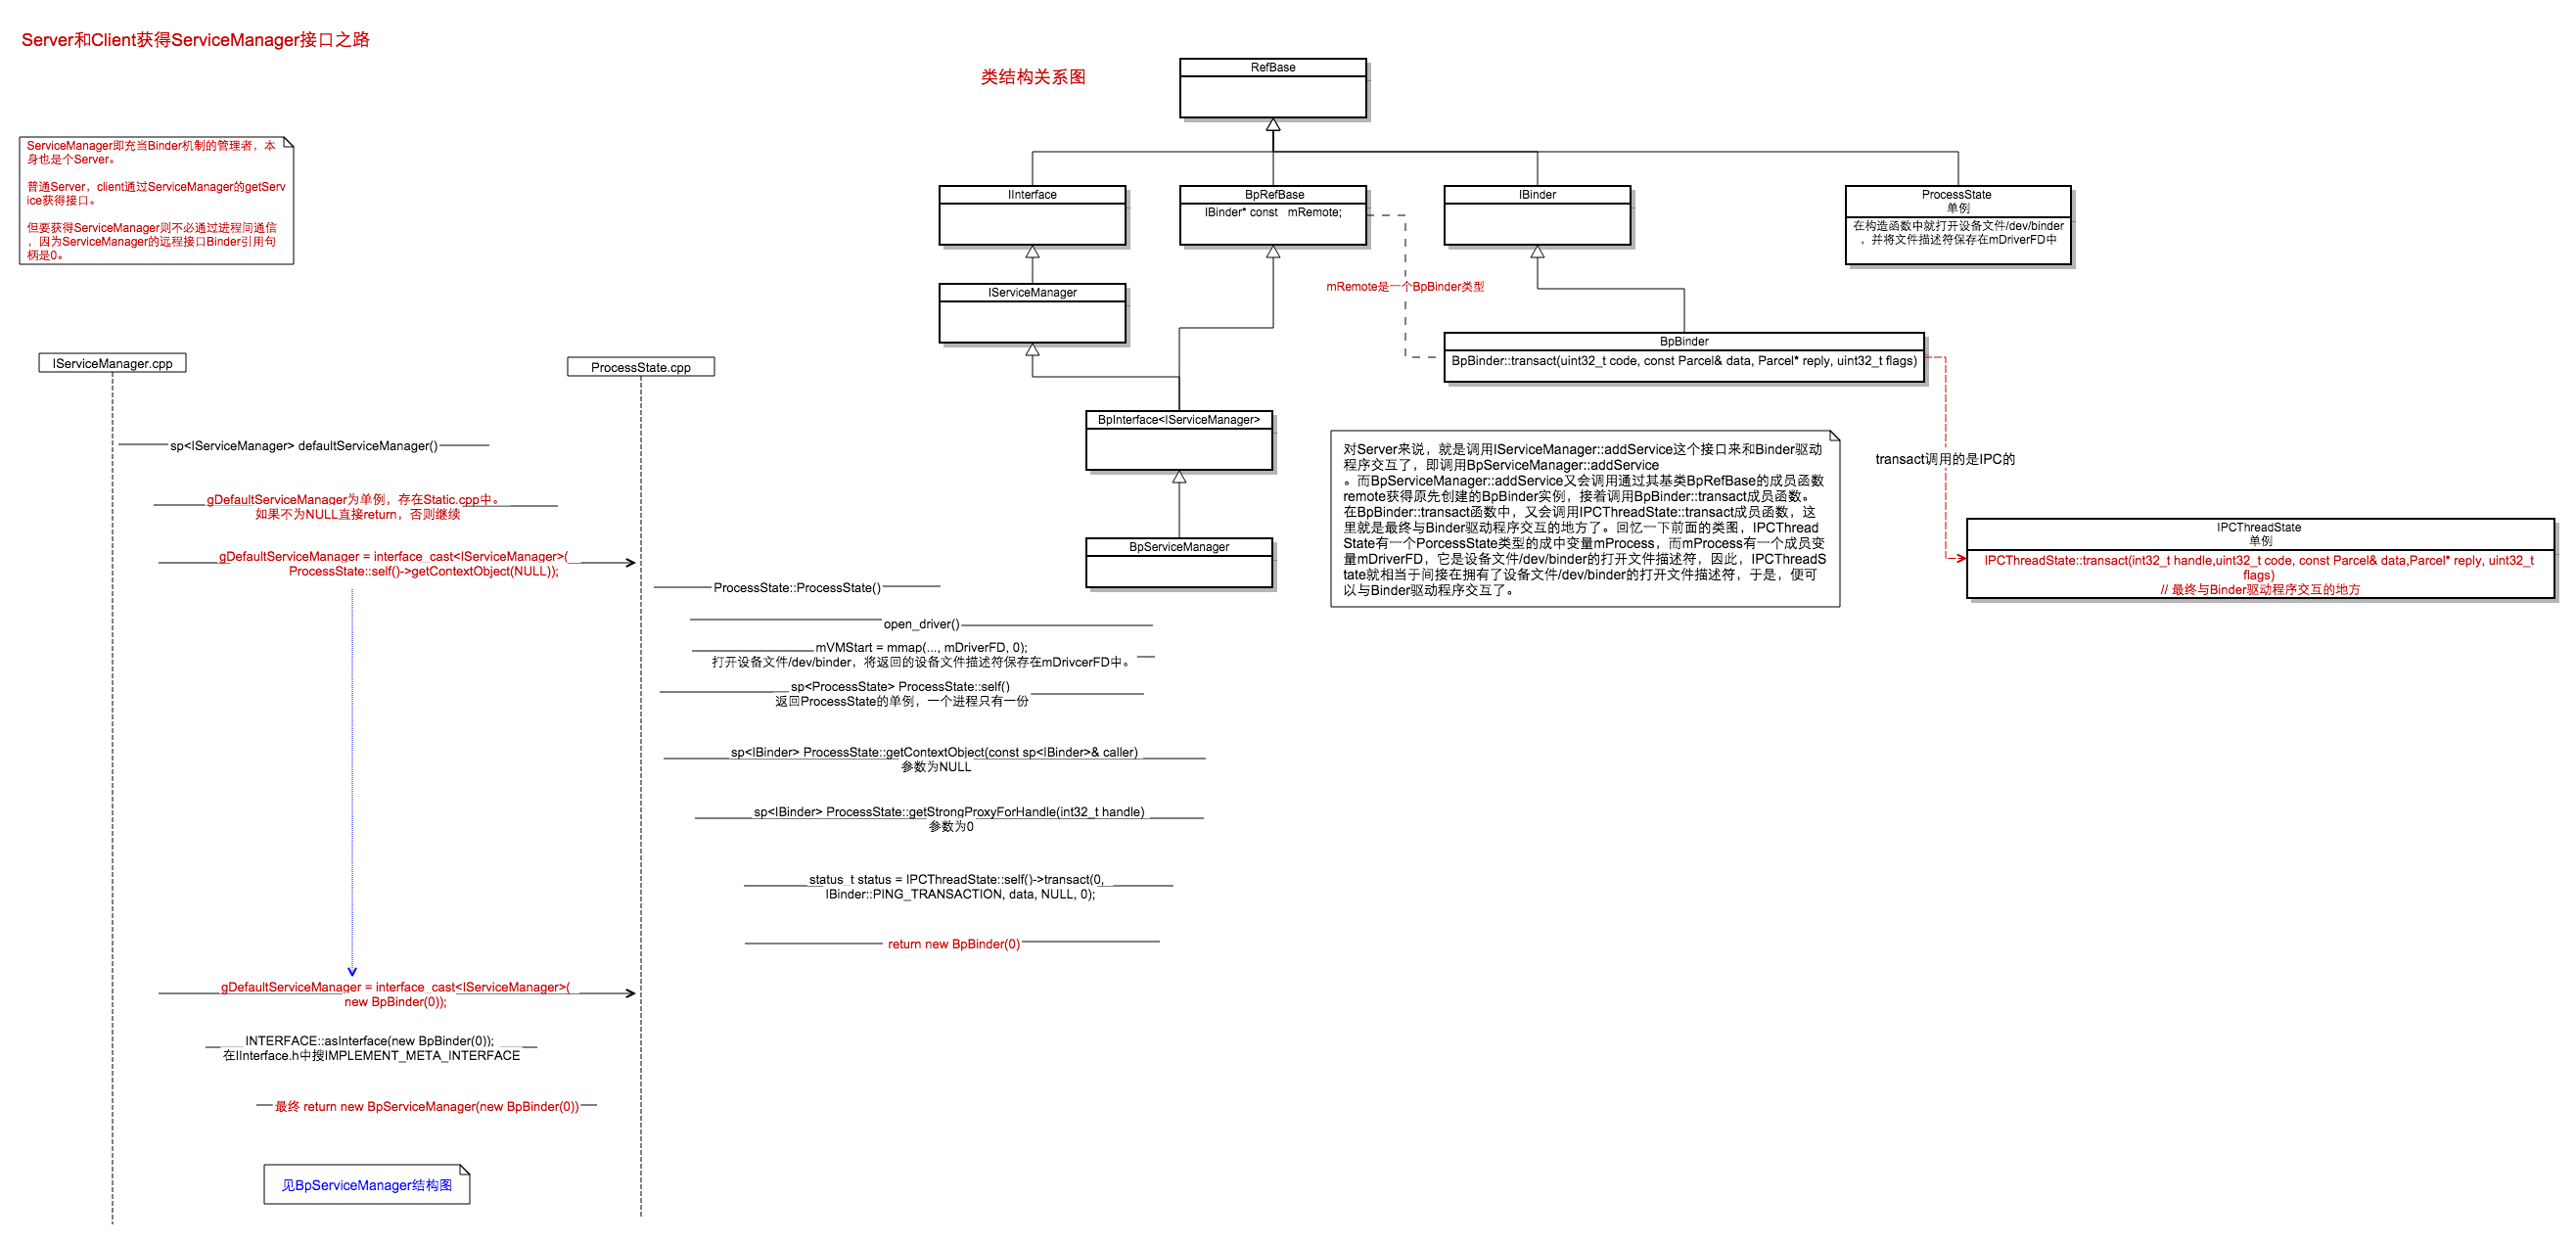 Server和Client获得ServiceManager接口之路
类结构关系图
ServiceManager即充当Binder机制的管理者，本
身也是个Server。
普通Server，client通过ServiceManager的getServ
ice获得接口。
但要获得ServiceManager则不必通过进程间通信
，因为ServiceManager的远程接口Binder引用句
柄是0。
RefBase
IInterface
BpRefBase
IBinder* const   mRemote;
IBinder
ProcessState
单例
在构造函数中就打开设备文件/dev/binder
，并将文件描述符保存在mDriverFD中
IServiceManager
mRemote是一个BpBinder类型
BpBinder
BpBinder::transact(uint32_t code, const Parcel& data, Parcel* reply, uint32_t flags)
BpInterface<IServiceManager>
BpServiceManager
transact调用的是IPC的
IPCThreadState
单例
IPCThreadState::transact(int32_t handle,uint32_t code, const Parcel& data,Parcel* reply, uint32_t
flags)
// 最终与Binder驱动程序交互的地方
对Server来说，就是调用IServiceManager::addService这个接口来和Binder驱动
程序交互了，即调用BpServiceManager::addService
。而BpServiceManager::addService又会调用通过其基类BpRefBase的成员函数
remote获得原先创建的BpBinder实例，接着调用BpBinder::transact成员函数。
在BpBinder::transact函数中，又会调用IPCThreadState::transact成员函数，这
里就是最终与Binder驱动程序交互的地方了。回忆一下前面的类图，IPCThread
State有一个PorcessState类型的成中变量mProcess，而mProcess有一个成员变
量mDriverFD，它是设备文件/dev/binder的打开文件描述符，因此，IPCThreadS
tate就相当于间接在拥有了设备文件/dev/binder的打开文件描述符，于是，便可
以与Binder驱动程序交互了。
IServiceManager.cpp
ProcessState.cpp
sp<IServiceManager> defaultServiceManager()
gDefaultServiceManager为单例，存在Static.cpp中。
如果不为NULL直接return，否则继续
gDefaultServiceManager = interface_cast<IServiceManager>(
ProcessState::self()->getContextObject(NULL));
ProcessState::ProcessState()
open_driver()
mVMStart = mmap(..., mDriverFD, 0);
打开设备文件/dev/binder，将返回的设备文件描述符保存在mDrivcerFD中。
sp<ProcessState> ProcessState::self()
返回ProcessState的单例，一个进程只有一份
sp<IBinder> ProcessState::getContextObject(const sp<IBinder>& caller)
参数为NULL
sp<IBinder> ProcessState::getStrongProxyForHandle(int32_t handle)
参数为0
status_t status = IPCThreadState::self()->transact(0,
IBinder::PING_TRANSACTION, data, NULL, 0);
return new BpBinder(0)
gDefaultServiceManager = interface_cast<IServiceManager>(
new BpBinder(0));
INTERFACE::asInterface(new BpBinder(0));
在IInterface.h中搜IMPLEMENT_META_INTERFACE
最终 return new BpServiceManager(new BpBinder(0))
见BpServiceManager结构图